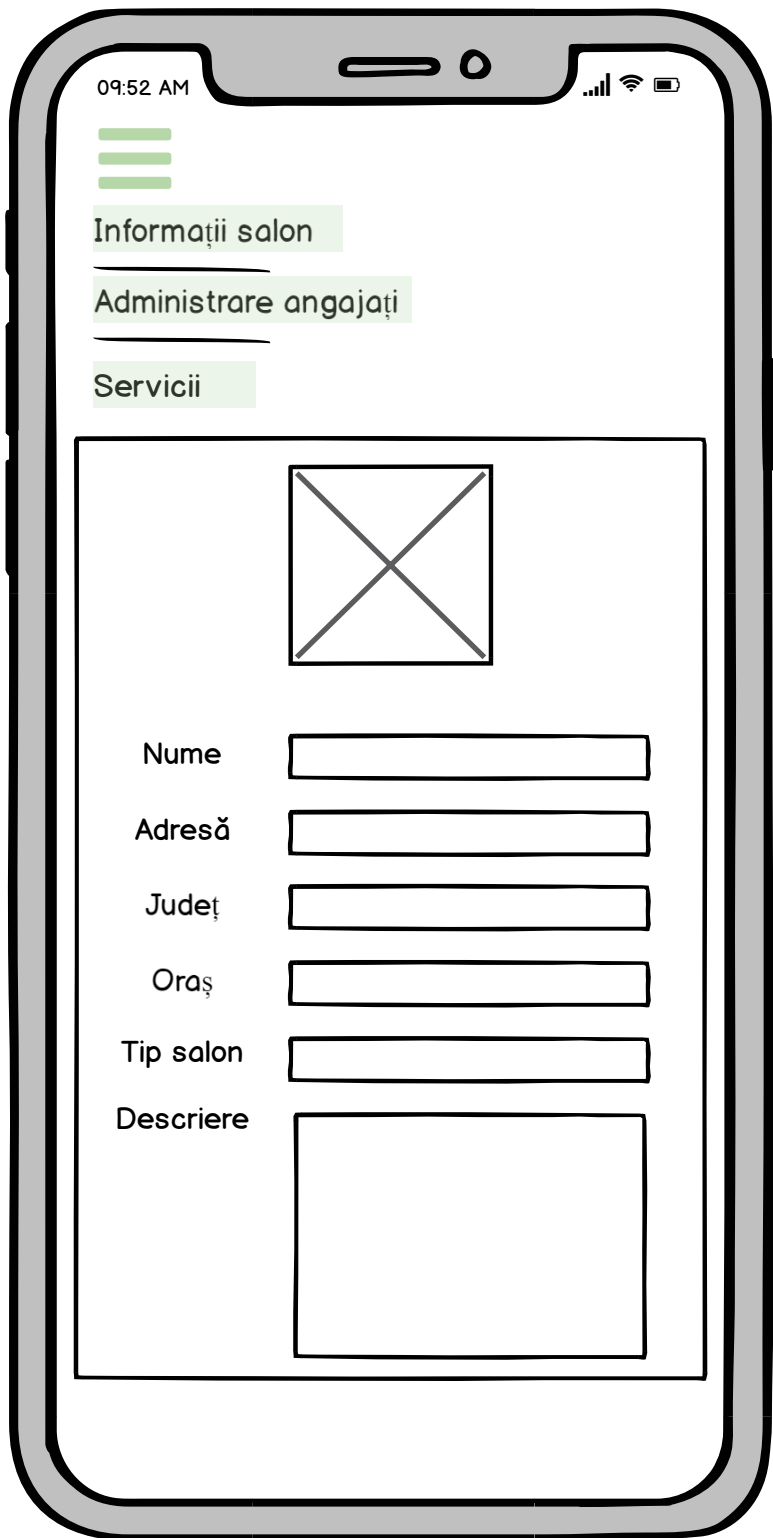 09:52 AM
Informații salon
Administrare angajați
Servicii
Nume
Adresă
Județ
Oraș
Tip salon
Descriere